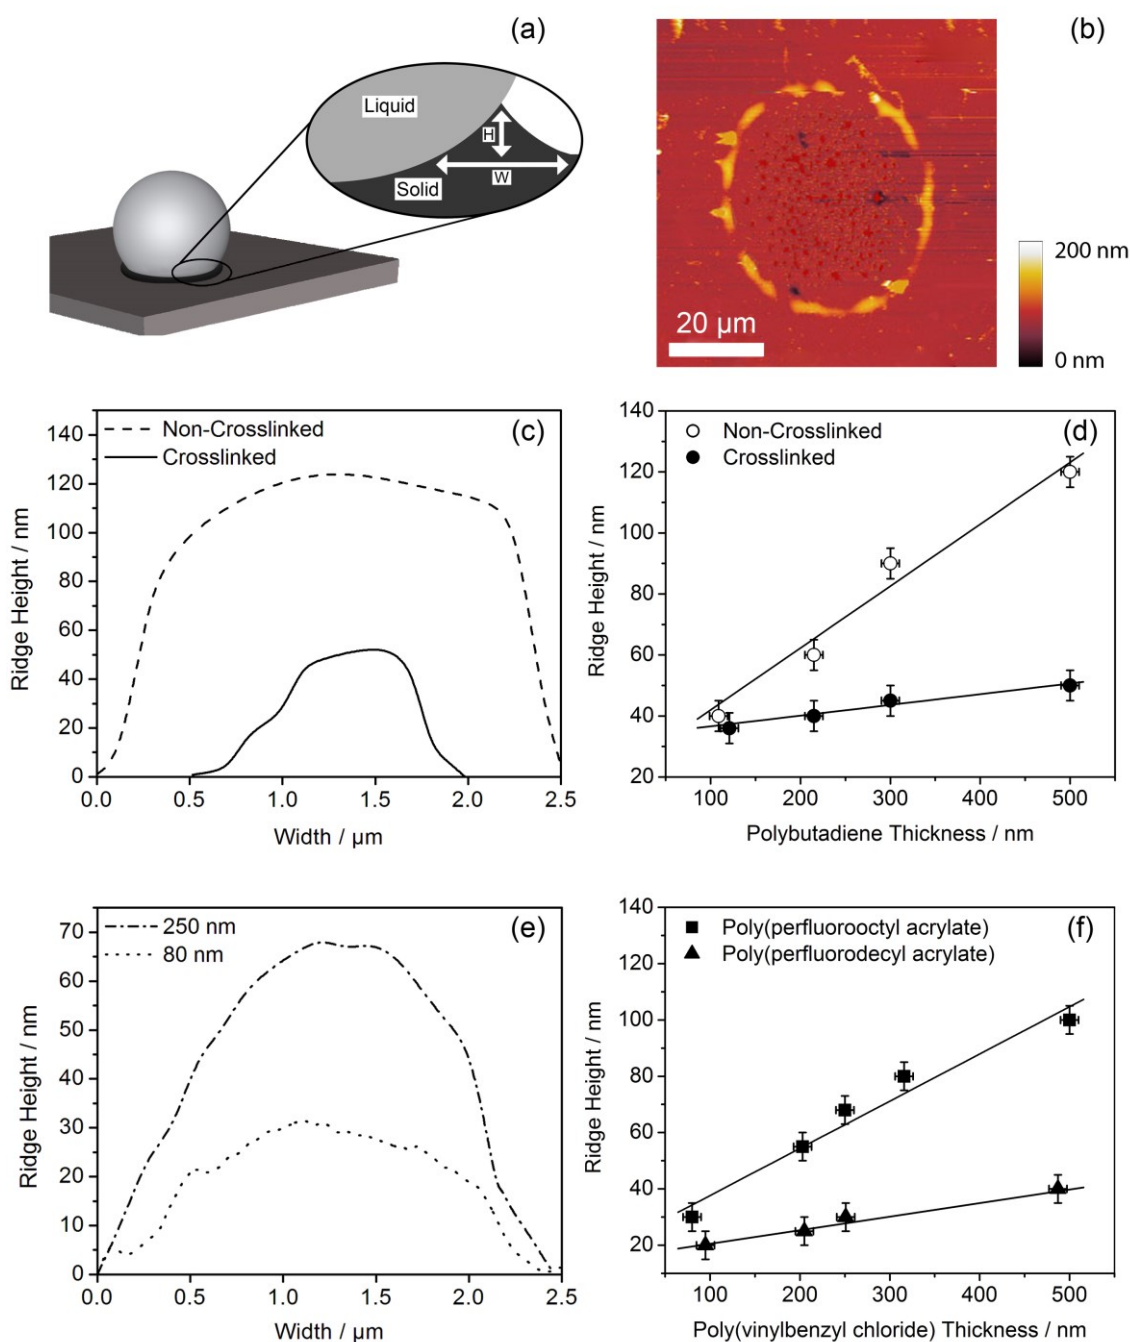 (a)
Liquid
H
W
Solid
(b)
20 µm
200 nm
0 nm
(c)
Non-Crosslinked
Crosslinked
140
120
100
80
60
40
20
0
0.0 0.5 1.0 1.5 2.0 2.5
Ridge Height / nm
Width / µm
(d)
Non-Crosslinked
Crosslinked
140
120
100
80
60
40
20
100 200 300 400 500
Ridge Height / nm
Polybutadiene Thickness / nm
(e)
250 nm
80 nm
70
60
50
40
30
20
10
0
0.0 0.5 1.0 1.5 2.0 2.5
Ridge Height / nm
Width / µm
(f)
Poly(perfluorooctyl acrylate)
Poly(perfluorodecyl acrylate)
140
120
100
80
60
40
20
100 200 300 400 500
Ridge Height / nm
Poly(vinylbenzyl chloride) Thickness / nm